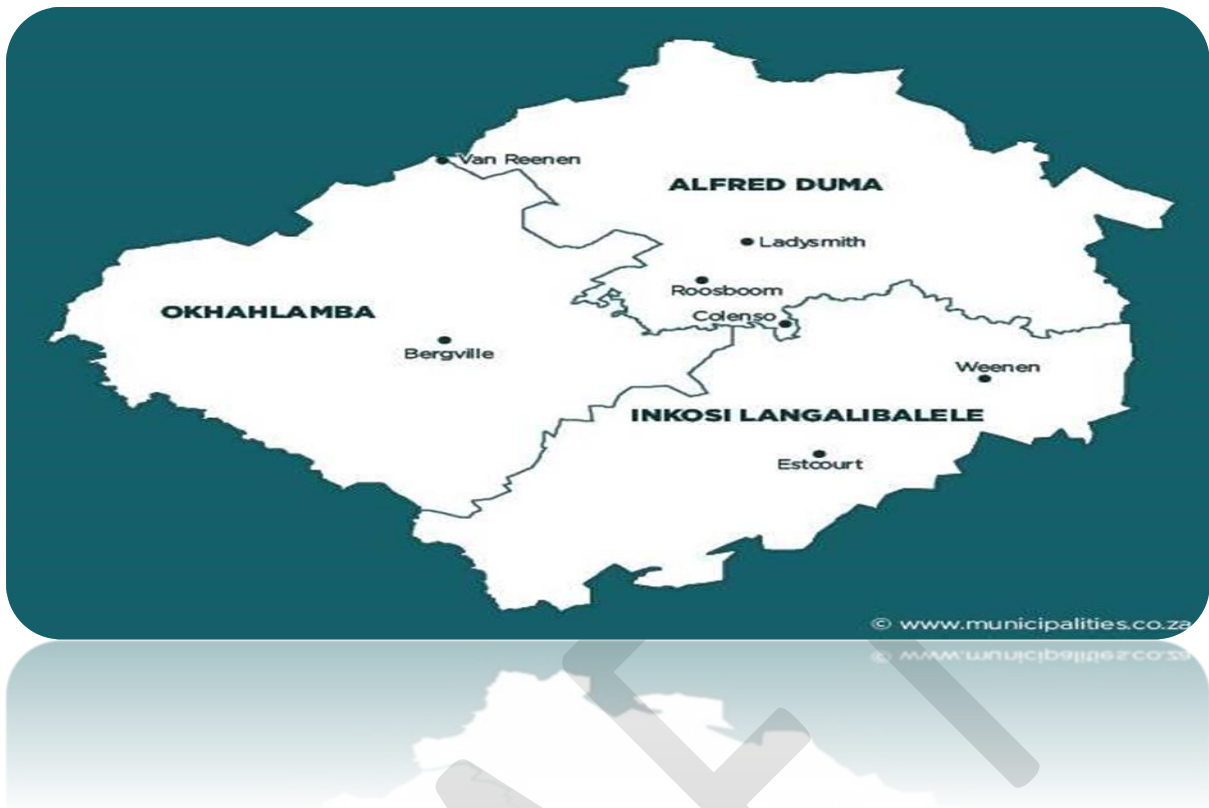 Van Reenen
ALFRED DUMA
Ladysmith
Roosboom
OKHAHLAMBA
Colenso
Bergville
Weenen
INKOSI LANGALIBALELE
Estcourt
© www.municipalities.co.za